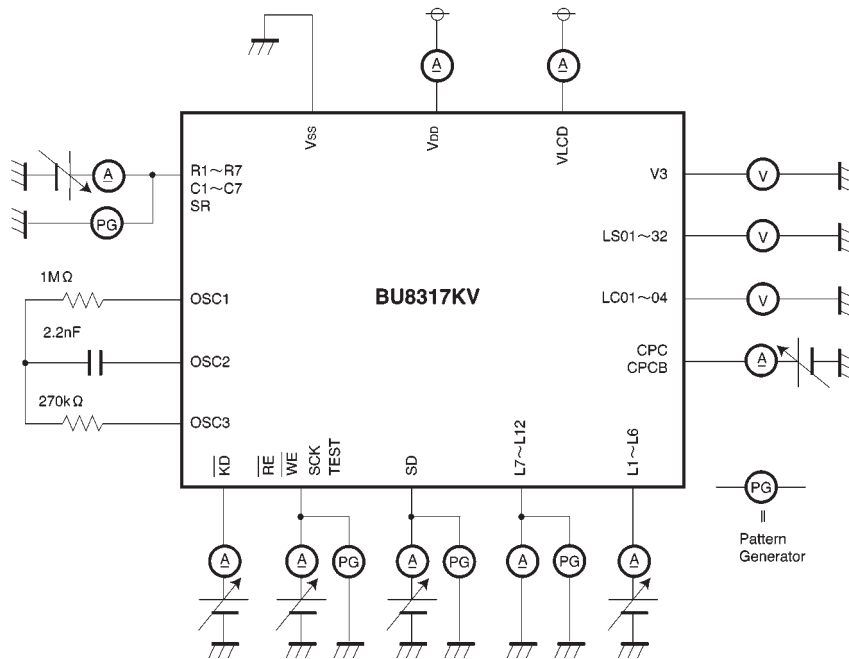 A
A
VSS
VDD
VLCD
A
R1~R7
C1~C7
SR
PG
V3
V
LS01~32
V
1MΩ
OSC1
BU8317KV
LC01~04
V
2.2nF
OSC2
CPC
CPCB
A
270kΩ
OSC3
KD
RE
WE
SCK
TEST
SD
L7~L12
L1~L6
PG
=
Pattern
Generator
A
A
PG
A
PG
A
PG
A